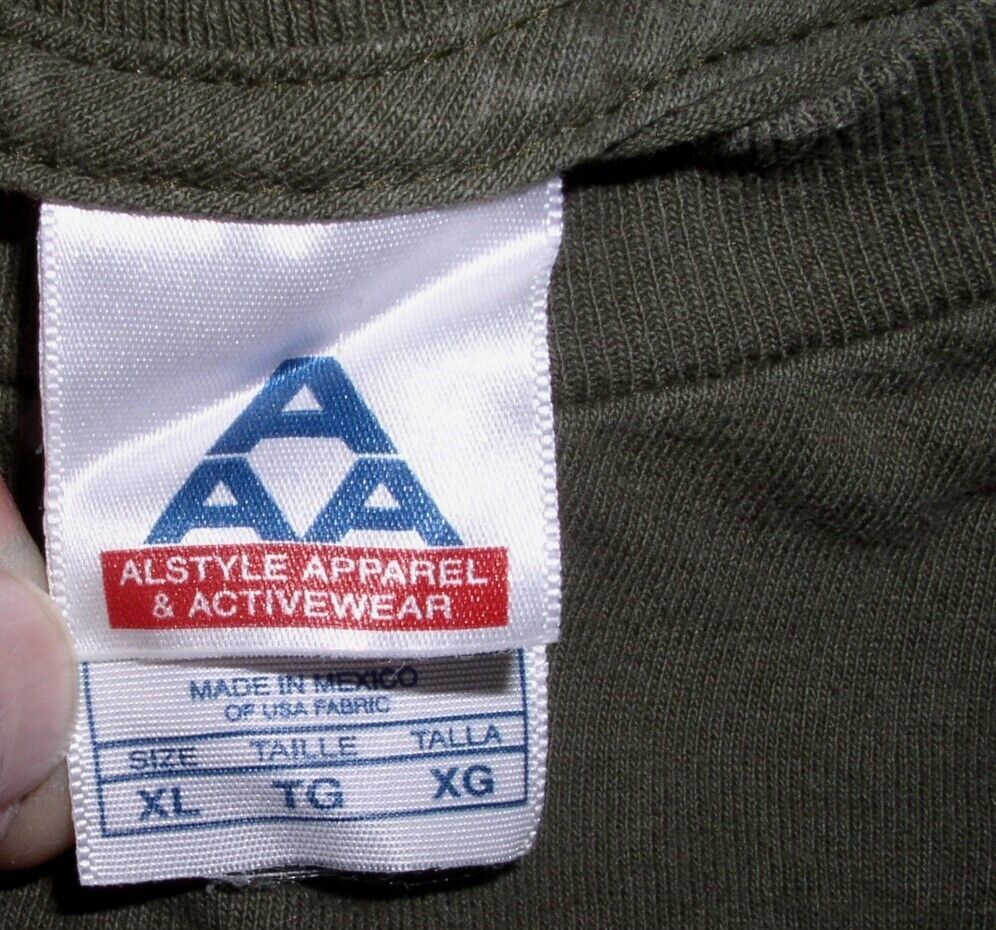 A
AA
ALSTYLE APPAREL
& ACTIVEWEAR
MADE IN MEXICO
OF USA FABRIC
SIZE TAILLE TALLA
XL TG XG